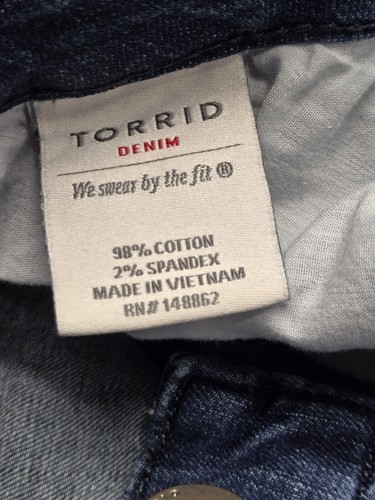 TORRID
DENIM
We swear by the fit ®
98% COTTON
2% SPANDEX
MADE IN VIETNAM
RN# 148862